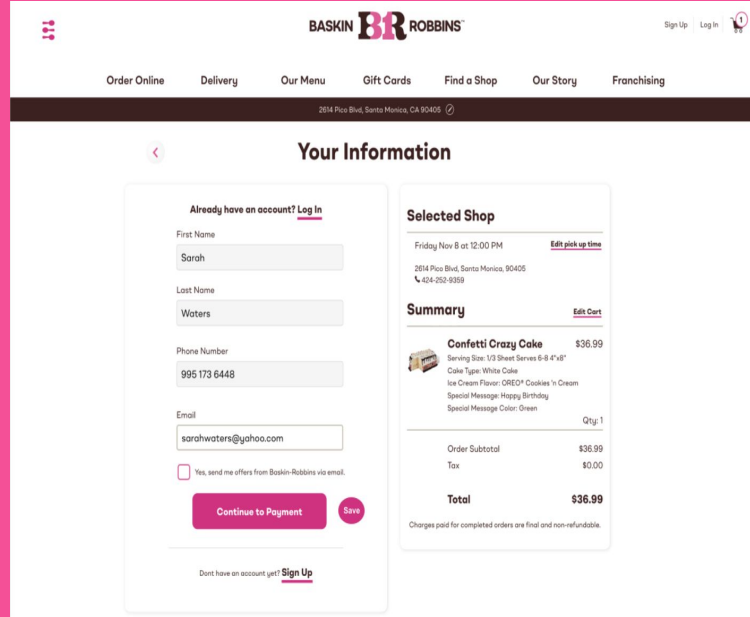 BASKIN BR ROBBINS
Sign Up Log In 1
Order Online Delivery Our Menu Gift Cards Find a Shop Our Story Franchising
2614 Pico Blvd, Santa Monica, CA 90405
Your Information
Already have an account? Log In
First Name
Sarah
Last Name
Waters
Phone Number
995 173 6448
Email
sarahwaters@yahoo.com
Yes, send me offers from Baskin-Robbins via email.
Continue to Payment Save
Dont have an account yet? Sign Up
Selected Shop
Friday Nov 8 at 12:00 PM Edit pick up time
2614 Pico Blvd, Santa Monica, 90405
424-252-9359
Summary Edit Cart
Confetti Crazy Cake $36.99
Serving Size: 1/3 Sheet Serves 6-8 4"x8"
Cake Type: White Cake
Ice Cream Flavor: OREO® Cookies 'n Cream
Special Message: Happy Birthday
Special Message Color: Green
Qty: 1
Order Subtotal $36.99
Tax $0.00
Total $36.99
Charges paid for completed orders are final and non-refundable.